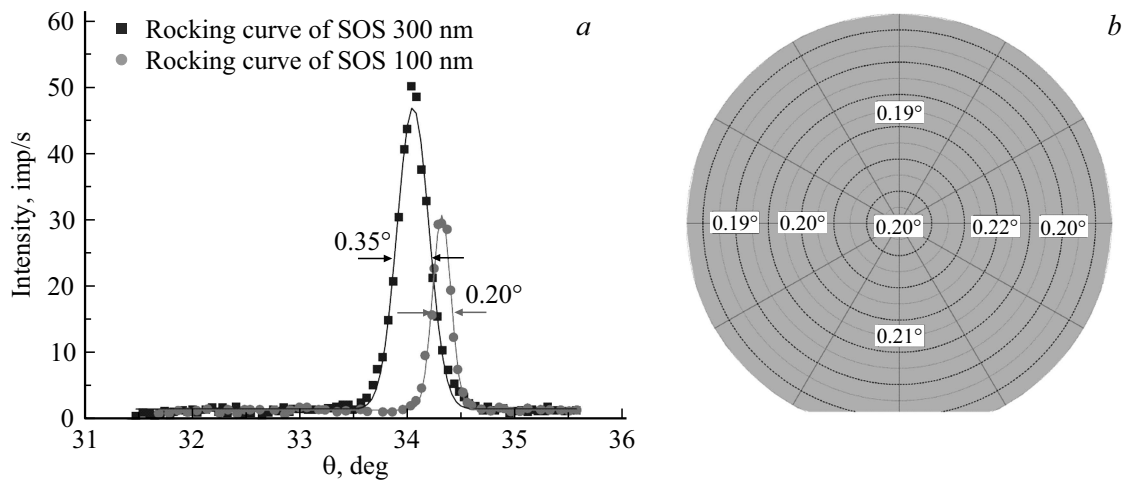 60
50
40
30
20
10
0
Intensity, imp/s
Rocking curve of SOS 300 nm
Rocking curve of SOS 100 nm
a
0.35°
0.20°
31 32 33 34 35 36
θ, deg
b
0.19°
0.19° 0.20° 0.20° 0.22° 0.20°
0.21°